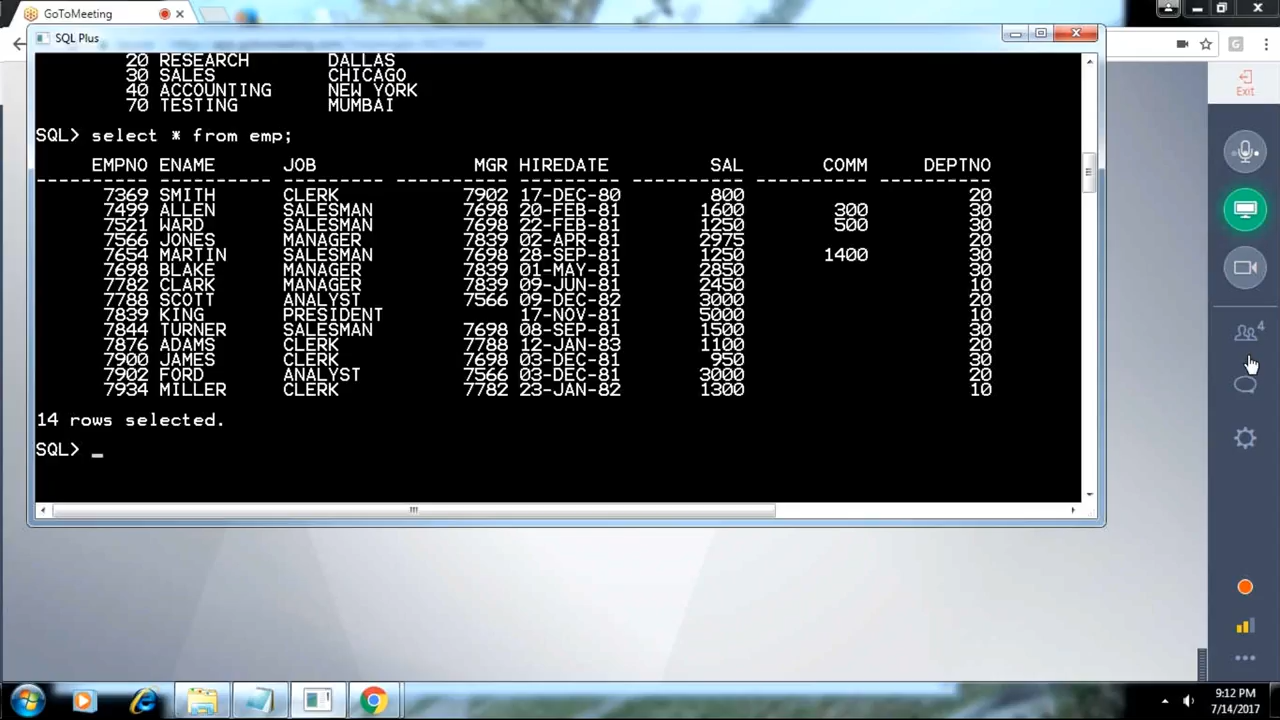 GoToMeeting
SQL Plus
20 RESEARCH DALLAS
30 SALES CHICAGO
40 ACCOUNTING NEW YORK
70 TESTING MUMBAI
SQL> select * from emp;
EMPNO ENAME JOB MGR HIREDATE SAL COMM DEPTNO
---------- ---------- --------- ---------- --------- ---------- ---------- ----------
7369 SMITH CLERK 7902 17-DEC-80 800 20
7499 ALLEN SALESMAN 7698 20-FEB-81 1600 300 30
7521 WARD SALESMAN 7698 22-FEB-81 1250 500 30
7566 JONES MANAGER 7839 02-APR-81 2975 20
7654 MARTIN SALESMAN 7698 28-SEP-81 1250 1400 30
7698 BLAKE MANAGER 7839 01-MAY-81 2850 30
7782 CLARK MANAGER 7839 09-JUN-81 2450 10
7788 SCOTT ANALYST 7566 09-DEC-82 3000 20
7839 KING PRESIDENT 17-NOV-81 5000 10
7844 TURNER SALESMAN 7698 08-SEP-81 1500 30
7876 ADAMS CLERK 7788 12-JAN-83 1100 20
7900 JAMES CLERK 7698 03-DEC-81 950 30
7902 FORD ANALYST 7566 03-DEC-81 3000 20
7934 MILLER CLERK 7782 23-JAN-82 1300 10
14 rows selected.
SQL> _
G
Exit
4
9:12 PM
7/14/2017